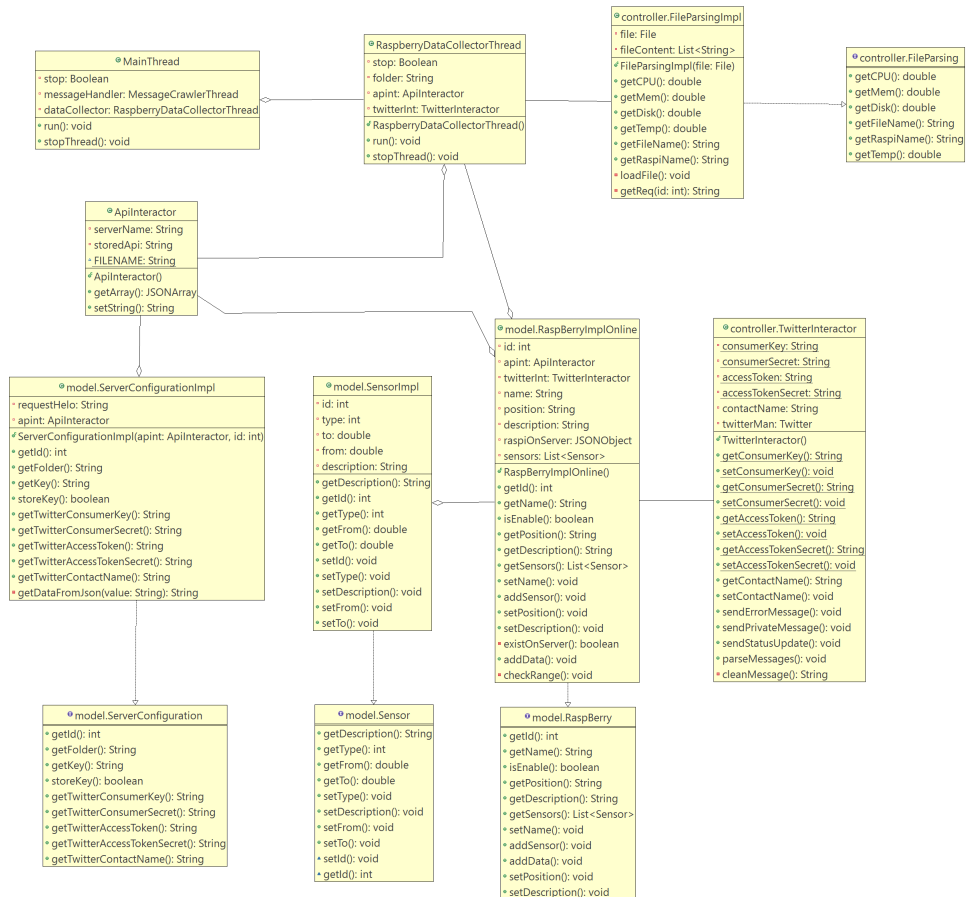 MainThread
stop: Boolean
messageHandler: MessageCrawlerThread
dataCollector: RaspberryDataCollectorThread
run(): void
stopThread(): void
RaspberryDataCollectorThread
stop: Boolean
folder: String
apint: ApiInteractor
twitterInt: TwitterInteractor
RaspberryDataCollectorThread()
run(): void
stopThread(): void
controller.FileParsingImpl
file: File
fileContent: List<String>
FileParsingImpl(file: File)
getCPU(): double
getMem(): double
getDisk(): double
getTemp(): double
getFileName(): String
getRaspiName(): String
loadFile(): void
getReq(id: int): String
controller.FileParsing
getCPU(): double
getMem(): double
getDisk(): double
getFileName(): String
getRaspiName(): String
getTemp(): double
ApiInteractor
serverName: String
storedApi: String
FILENAME: String
ApiInteractor()
getArray(): JSONArray
setString(): String
model.ServerConfigurationImpl
requestHelo: String
apint: ApiInteractor
ServerConfigurationImpl(apint: ApiInteractor, id: int)
getId(): int
getFolder(): String
getKey(): String
storeKey(): boolean
getTwitterConsumerKey(): String
getTwitterConsumerSecret(): String
getTwitterAccessToken(): String
getTwitterAccessTokenSecret(): String
getTwitterContactName(): String
getDataFromJson(value: String): String
model.SensorImpl
id: int
type: int
to: double
from: double
description: String
getDescription(): String
getId(): int
getType(): int
getFrom(): double
getTo(): double
setId(): void
setType(): void
setDescription(): void
setFrom(): void
setTo(): void
model.RaspBerryImplOnline
id: int
apint: ApiInteractor
twitterInt: TwitterInteractor
name: String
position: String
description: String
raspiOnServer: JSONObject
sensors: List<Sensor>
RaspBerryImplOnline()
getId(): int
getName(): String
isEnable(): boolean
getPosition(): String
getDescription(): String
getSensors(): List<Sensor>
setName(): void
addSensor(): void
setPosition(): void
setDescription(): void
existOnServer(): boolean
addData(): void
checkRange(): void
controller.TwitterInteractor
consumerKey: String
consumerSecret: String
accessToken: String
accessTokenSecret: String
contactName: String
twitterMan: Twitter
TwitterInteractor()
getConsumerKey(): String
setConsumerKey(): void
getConsumerSecret(): String
setConsumerSecret(): void
getAccessToken(): String
setAccessToken(): void
getAccessTokenSecret(): String
setAccessTokenSecret(): void
getContactName(): String
setContactName(): void
sendErrorMessage(): void
sendPrivateMessage(): void
sendStatusUpdate(): void
parseMessages(): void
cleanMessage(): String
model.ServerConfiguration
getId(): int
getFolder(): String
getKey(): String
storeKey(): boolean
getTwitterConsumerKey(): String
getTwitterConsumerSecret(): String
getTwitterAccessToken(): String
getTwitterAccessTokenSecret(): String
getTwitterContactName(): String
model.Sensor
getDescription(): String
getType(): int
getFrom(): double
getTo(): double
setType(): void
setDescription(): void
setFrom(): void
setTo(): void
setId(): void
getId(): int
model.RaspBerry
getId(): int
getName(): String
isEnable(): boolean
getPosition(): String
getDescription(): String
getSensors(): List<Sensor>
setName(): void
addSensor(): void
addData(): void
setPosition(): void
setDescription(): void